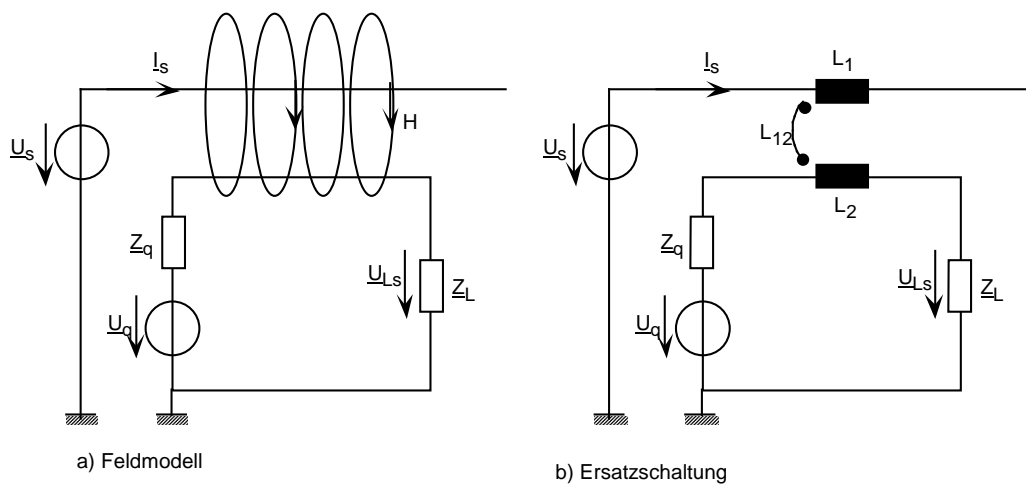 I_s
H
U_s
Z_q
U_Ls
Z_L
U_q
a) Feldmodell
I_s
L_1
L_12
U_s
L_2
Z_q
U_Ls
Z_L
U_q
b) Ersatzschaltung